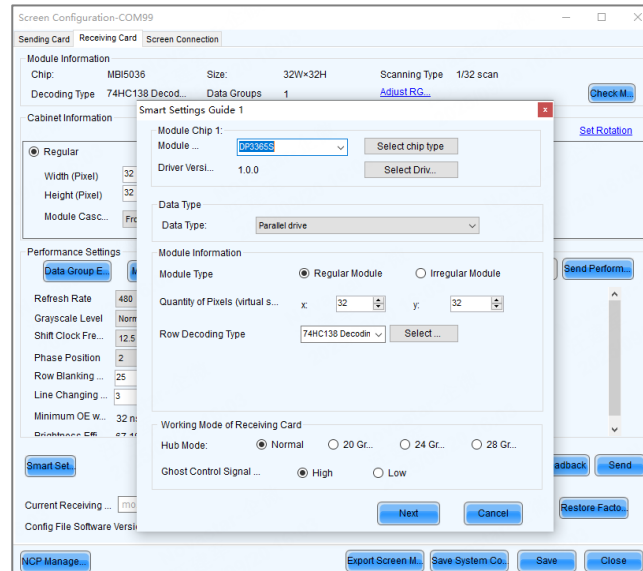 Screen Configuration-COM99
Sending Card Receiving Card Screen Connection
Module Information
Chip: MBI5036 Size: 32W×32H Scanning Type 1/32 scan
Decoding Type 74HC138 Decod... Data Groups 1 Adjust RG... Check M...
Cabinet Information
Set Rotation
Regular
Width (Pixel) 32
Height (Pixel) 32
Module Casc...
Performance Settings
Data Group E... Send Perform...
Refresh Rate 480
Grayscale Level
Shift Clock Fre... 12.5
Phase Position 2
Row Blanking ... 25
Line Changing ... 3
Minimum OE w... 32
Smart Set... Send
Current Receiving ...
Restore Facto...
Config File Software
NCP Manage... Export Screen M... Save System Co... Save Close
Smart Settings Guide 1
Module Chip 1:
Module ... DP3365S Select chip type
Driver Versi... 1.0.0 Select Driv...
Data Type
Data Type: Parallel drive
Module Information
Module Type Regular Module Irregular Module
Quantity of Pixels (virtual s... x: 32 y: 32
Row Decoding Type 74HC138 Decodin Select ...
Working Mode of Receiving Card
Hub Mode: Normal 20 Gr... 24 Gr... 28 Gr...
Ghost Control Signal ... High Low
Next Cancel